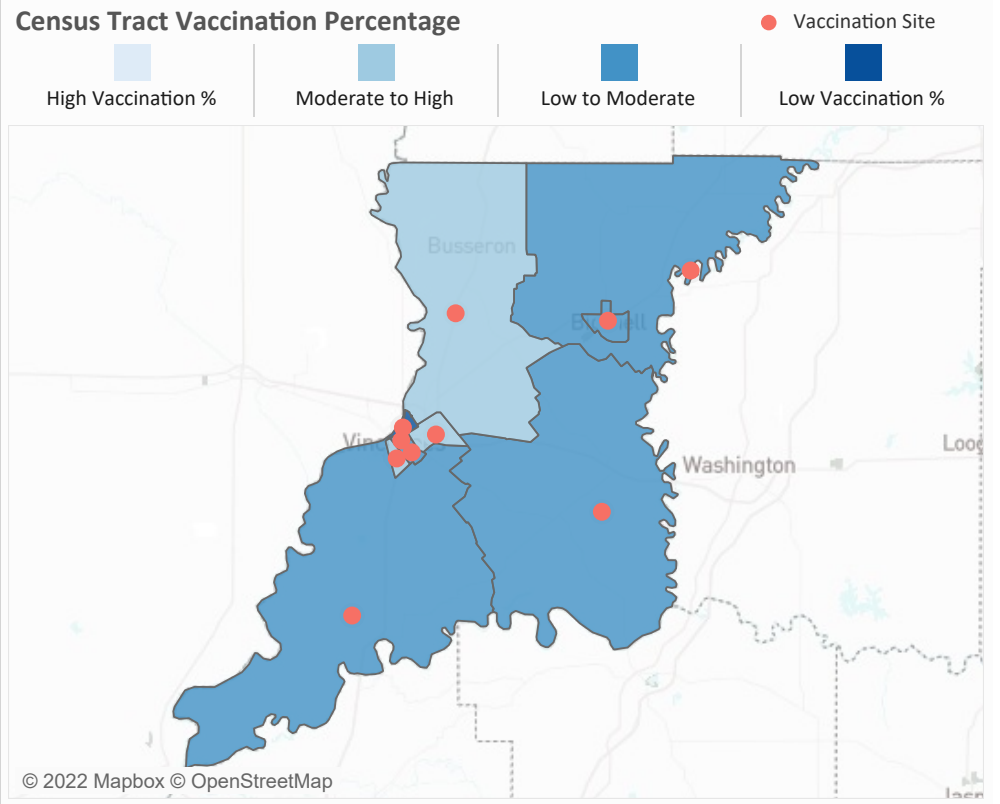 Census Tract Vaccination Percentage
Vaccination Site
High Vaccination %
Moderate to High
Low to Moderate
Low Vaccination %
Busseron
Washington
© 2022 Mapbox © OpenStreetMap